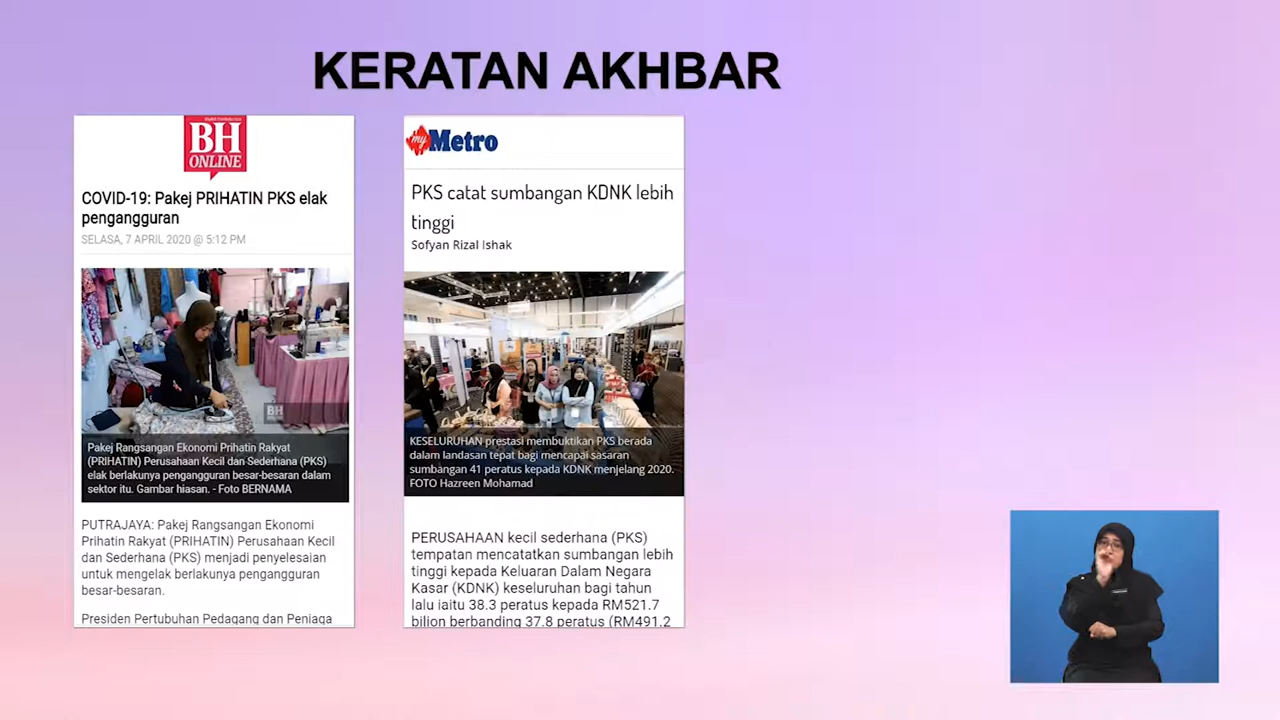 KERATAN AKHBAR
BH
ONLINE
COVID-19: Pakej PRIHATIN PKS elak
pengangguran
SELASA, 7 APRIL 2020 @ 5:12 PM
BH
Pakej Rangsangan Ekonomi Prihatin Rakyat
(PRIHATIN) Perusahaan Kecil dan Sederhana (PKS)
elak berlakunya pengangguran besar-besaran dalam
sektor itu. Gambar hiasan. - Foto BERNAMA
PUTRAJAYA: Pakej Rangsangan Ekonomi
Prihatin Rakyat (PRIHATIN) Perusahaan Kecil
dan Sederhana (PKS) menjadi penyelesaian
untuk mengelak berlakunya pengangguran
besar-besaran.
Presiden Pertubuhan Pedagang dan Peniaga
my Metro
PKS catat sumbangan KDNK lebih
tinggi
Sofyan Rizal Ishak
KESELURUHAN prestasi membuktikan PKS berada
dalam landasan tepat bagi mencapai sasaran
sumbangan 41 peratus kepada KDNK menjelang 2020.
FOTO Hazreen Mohamad
PERUSAHAAN kecil sederhana (PKS)
tempatan mencatatkan sumbangan lebih
tinggi kepada Keluaran Dalam Negara
Kasar (KDNK) keseluruhan bagi tahun
lalu iaitu 38.3 peratus kepada RM521.7
bilion berbanding 37.8 peratus (RM491.2